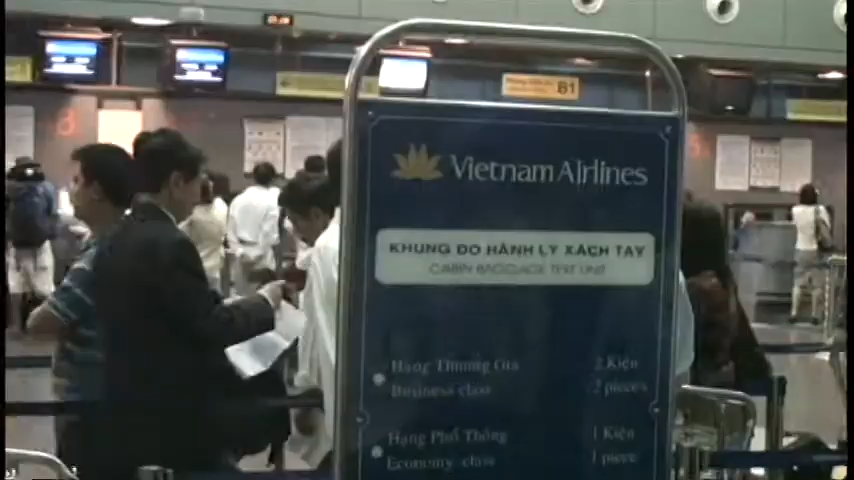 B1
VIETNAM AIRLINES
KHUNG ĐO HÀNH LÝ XÁCH TAY
CABIN BAGGAGE TEST UNIT
Hạng Thương Gia 2 Kiện
Business class 2 pieces
Hạng Phổ Thông 1 Kiện
Economy class 1 piece